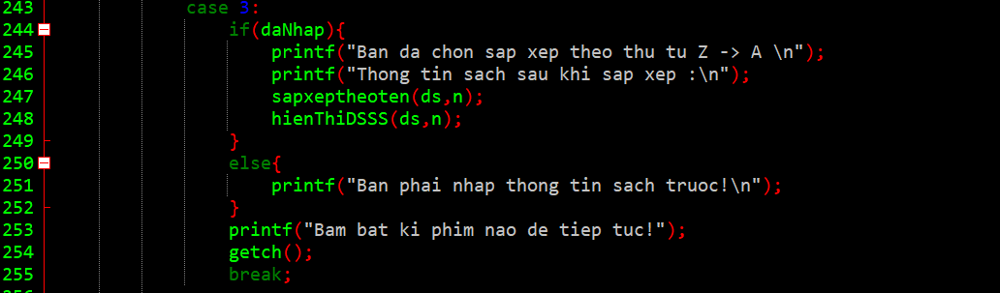 243 case 3:
244 if(daNhap){
245 printf("Ban da chon sap xep theo thu tu Z -> A \n");
246 printf("Thong tin sach sau khi sap xep :\n");
247 sapxeptheoten(ds,n);
248 hienThiDSSS(ds,n);
249 }
250 else{
251 printf("Ban phai nhap thong tin sach truoc!\n");
252 }
253 printf("Bam bat ki phim nao de tiep tuc!");
254 getch();
255 break;